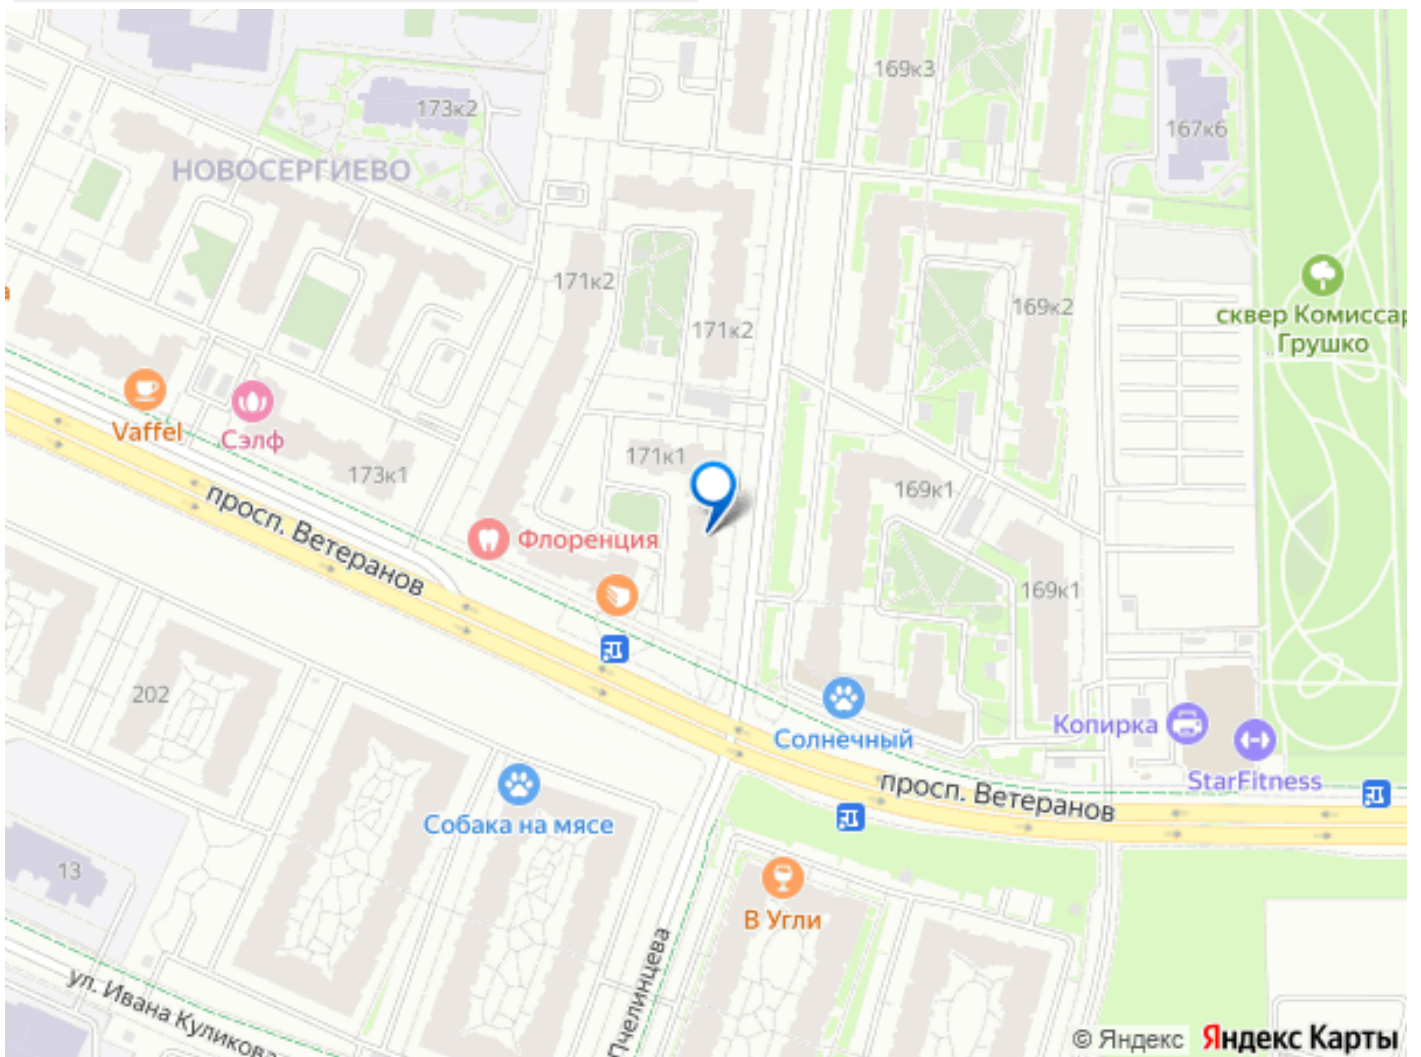 169к3
173к2
167к6
НОВОСЕРГИЕВО
171к2
171к2
169к2
сквер Комиссар
Грушко
а
Vaffel
Сэлф
173к1
171к1
169к1
просп. Ветеранов
Флоренция
169к1
202
Солнечный
Копирка
StarFitness
просп. Ветеранов
Собака на мясе
13
В Угли
Пчелинцева
ул. Ивана Куликова
© Яндекс Яндекс Карты